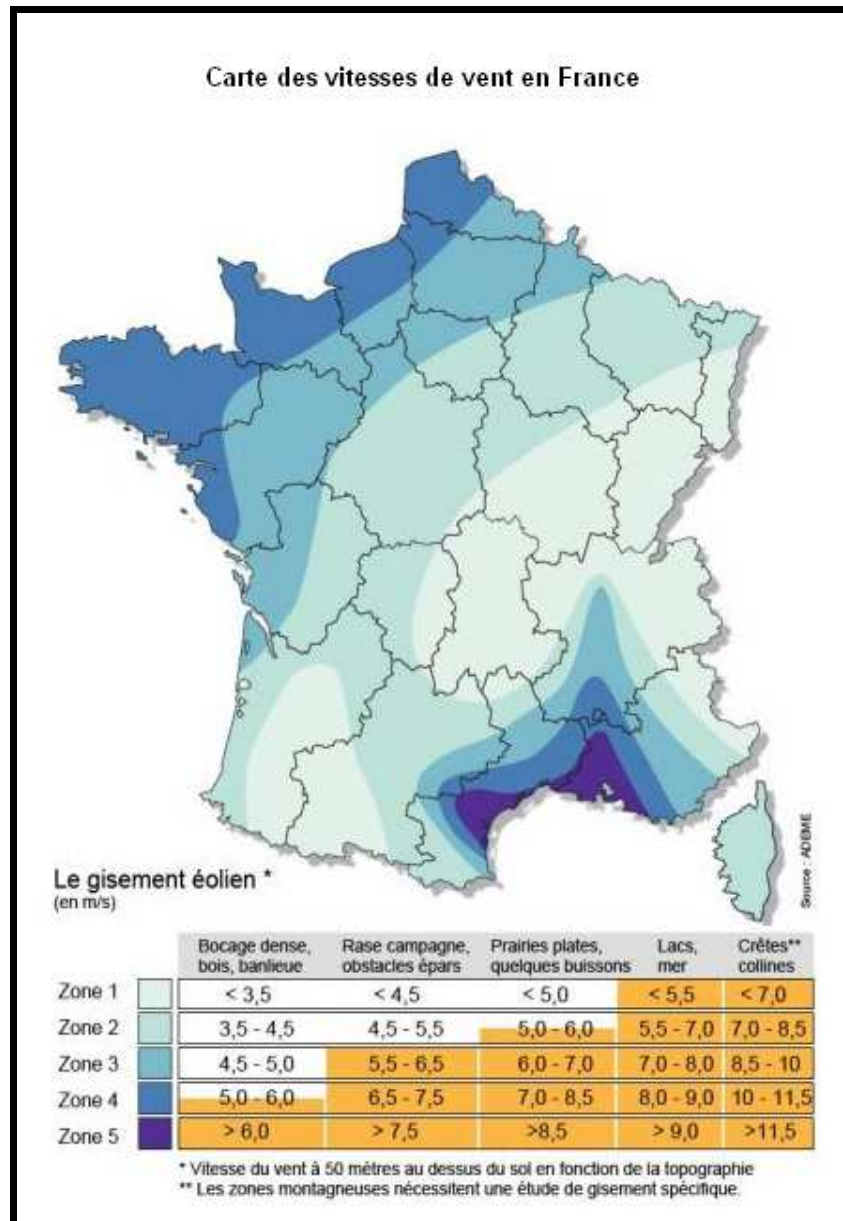 Carte des vitesses de vent en France
Source : ADEME
Le gisement éolien *
(en m/s)
Bocage dense, bois, banlieue
Rase campagne, obstacles épars
Prairies plates, quelques buissons
Lacs, mer
Crêtes** collines
Zone 1 < 3,5 < 4,5 < 5,0 < 5,5 < 7,0
Zone 2 3,5 - 4,5 4,5 - 5,5 5,0 - 6,0 5,5 - 7,0 7,0 - 8,5
Zone 3 4,5 - 5,0 5,5 - 6,5 6,0 - 7,0 7,0 - 8,0 8,5 - 10
Zone 4 5,0 - 6,0 6,5 - 7,5 7,0 - 8,5 8,0 - 9,0 10 - 11,5
Zone 5 > 6,0 > 7,5 >8,5 > 9,0 >11,5
* Vitesse du vent à 50 mètres au dessus du sol en fonction de la topographie
** Les zones montagneuses nécessitent une étude de gisement spécifique.